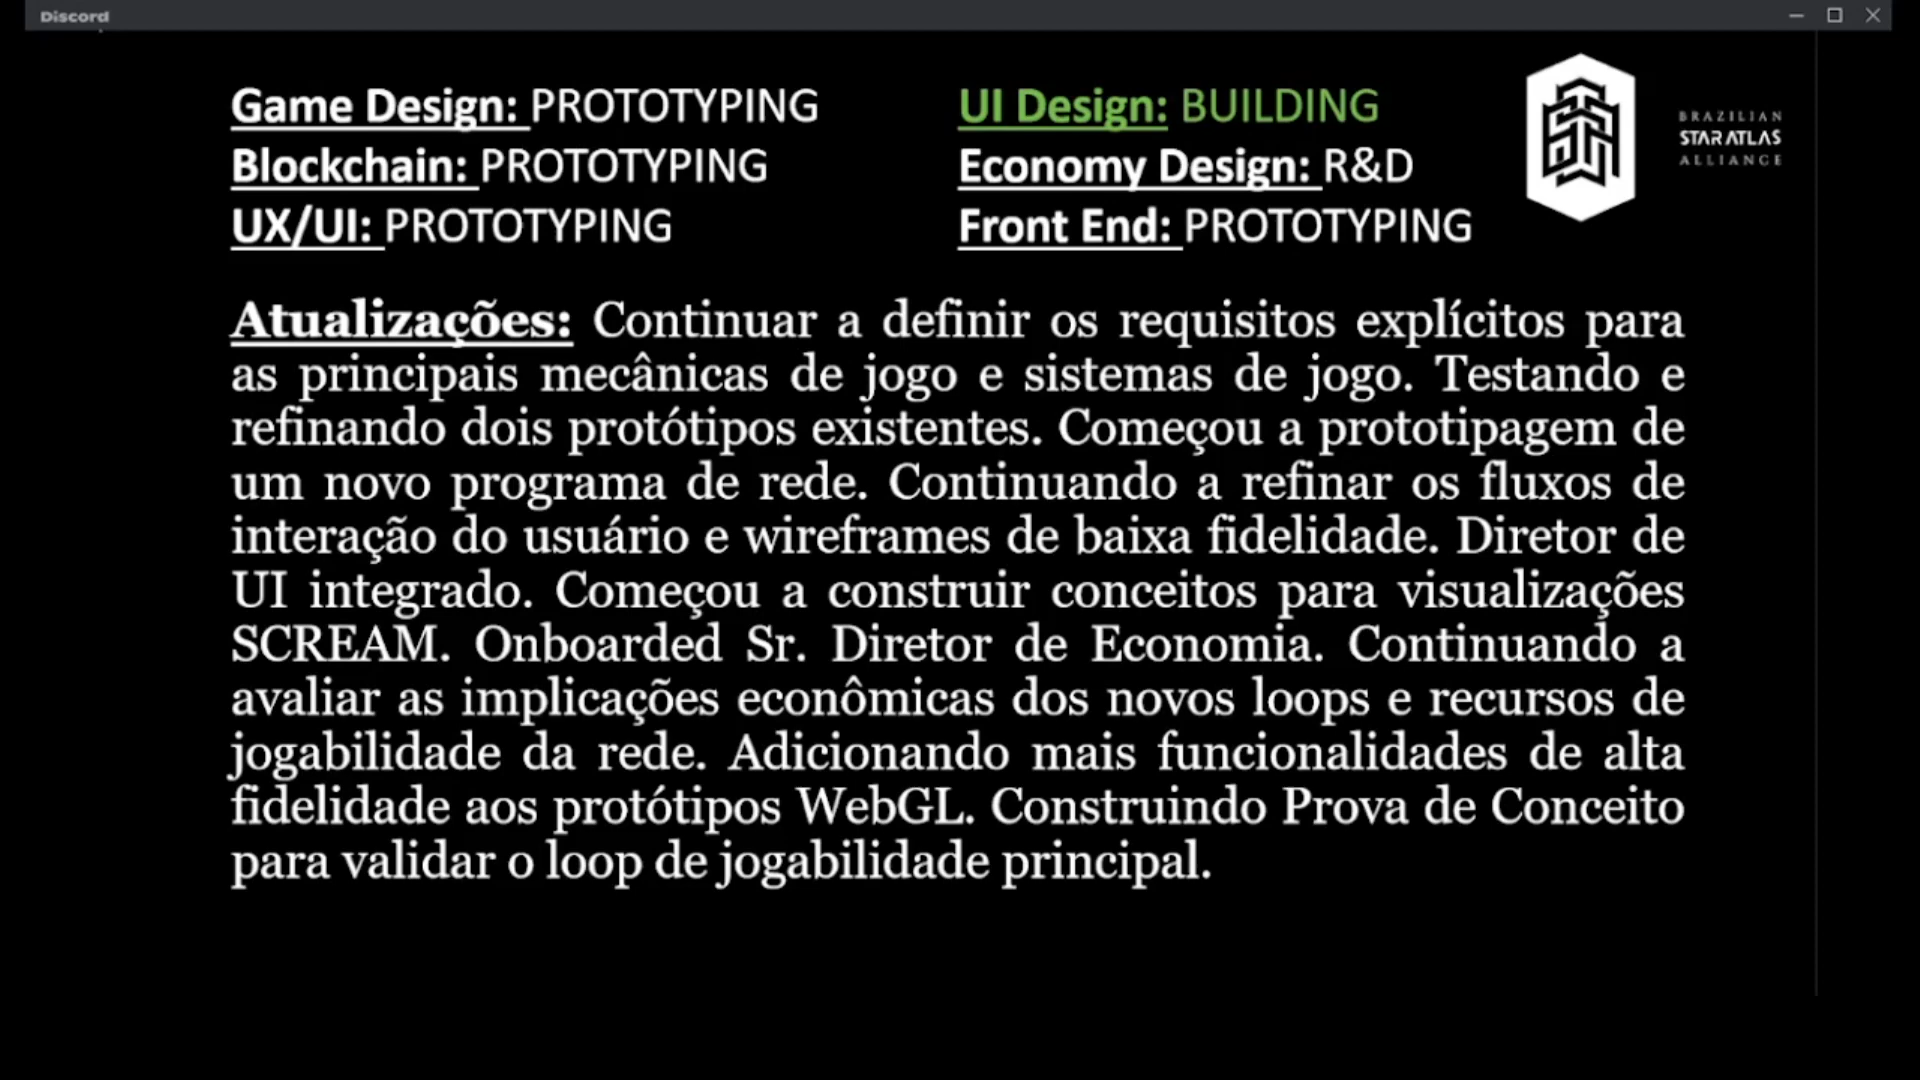 Discord
Game Design: PROTOTYPING
Blockchain: PROTOTYPING
UX/UI: PROTOTYPING
UI Design: BUILDING
Economy Design: R&D
Front End: PROTOTYPING
BRAZILIAN
STAR ATLAS
ALLIANCE
Atualizações: Continuar a definir os requisitos explícitos para
as principais mecânicas de jogo e sistemas de jogo. Testando e
refinando dois protótipos existentes. Começou a prototipagem de
um novo programa de rede. Continuando a refinar os fluxos de
interação do usuário e wireframes de baixa fidelidade. Diretor de
UI integrado. Começou a construir conceitos para visualizações
SCREAM. Onboarded Sr. Diretor de Economia. Continuando a
avaliar as implicações econômicas dos novos loops e recursos de
jogabilidade da rede. Adicionando mais funcionalidades de alta
fidelidade aos protótipos WebGL. Construindo Prova de Conceito
para validar o loop de jogabilidade principal.